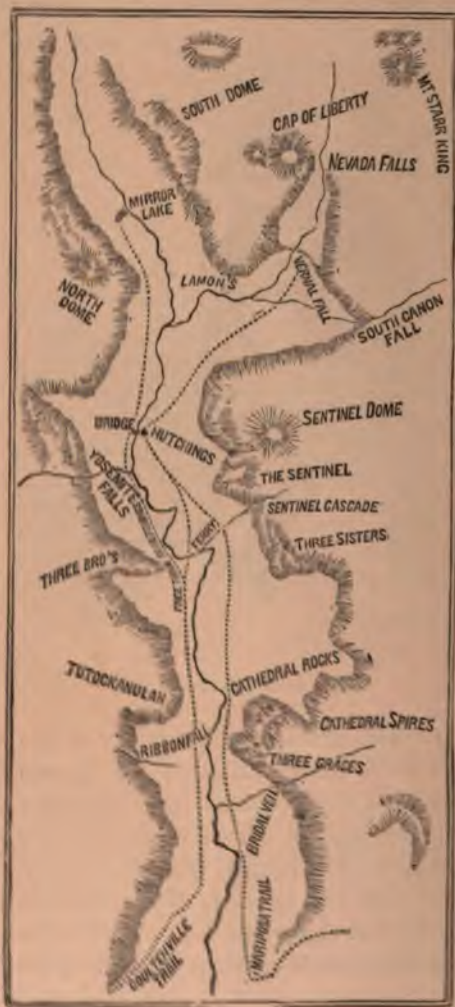 SOUTH DOME
CAP OF LIBERTY
MT STARR KING
NEVADA FALLS
MIRROR
LAKE
NORTH
DOME
LAMON'S
VERNAL FALL
SOUTH CANON
FALL
BRIDGE
HUTCHINGS
SENTINEL DOME
THE SENTINEL
YOSEMITE
FALLS
SENTINEL CASCADE
FERRY
THREE SISTERS
THREE BRO'S
FREE
TUTOCKANULAH
CATHEDRAL ROCKS
CATHEDRAL SPIRES
RIBBONFALL
THREE GRACES
BRIDAL VEIL
MARIPOSA TRAIL
COULTERVILLE
TRAIL